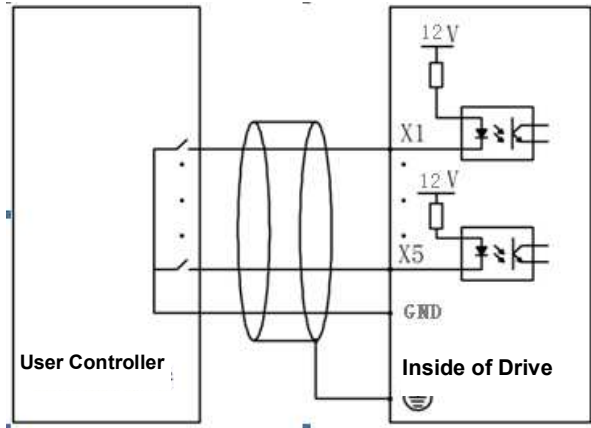 12V
X1
12V
X5
GND
User Controller
Inside of Drive